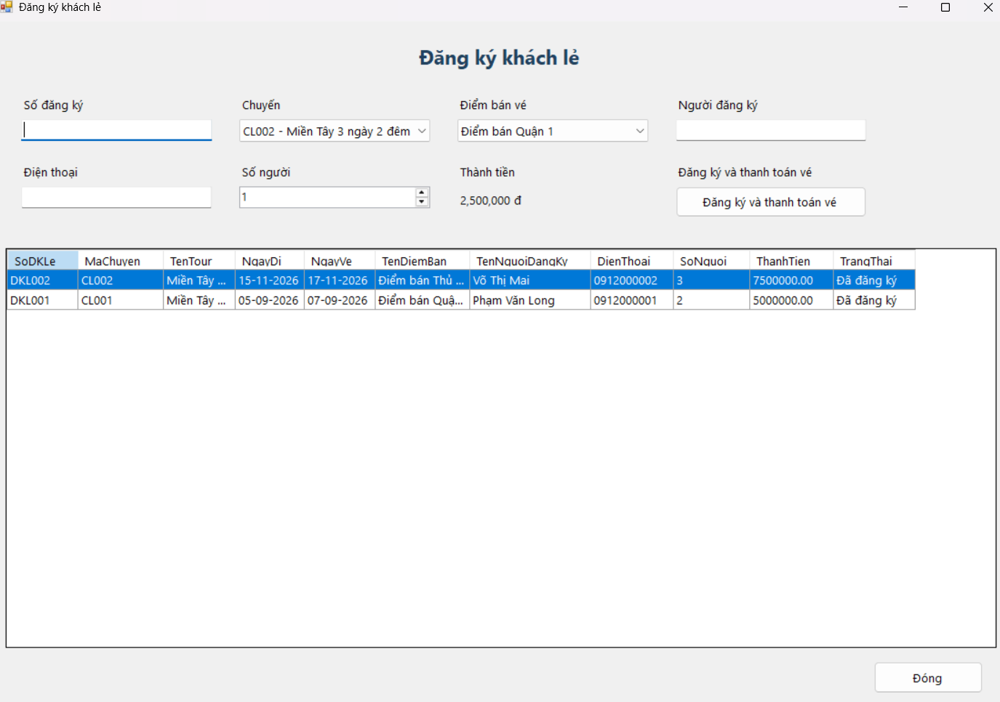 Đăng ký khách lẻ
Đăng ký khách lẻ
Số đăng ký Chuyến Điểm bán vé Người đăng ký
CL002 - Miền Tây 3 ngày 2 đêm Điểm bán Quận 1
Điện thoại Số người Thành tiền Đăng ký và thanh toán vé
1 2,500,000 đ Đăng ký và thanh toán vé
SoDKLe MaChuyen TenTour NgayDi NgayVe TenDiemBan TenNguoiDangKy DienThoai SoNguoi ThanhTien TrangThai
DKL002 CL002 Miền Tây ... 15-11-2026 17-11-2026 Điểm bán Thủ ... Võ Thị Mai 0912000002 3 7500000.00 Đã đăng ký
DKL001 CL001 Miền Tây ... 05-09-2026 07-09-2026 Điểm bán Quậ... Phạm Văn Long 0912000001 2 5000000.00 Đã đăng ký
Đóng